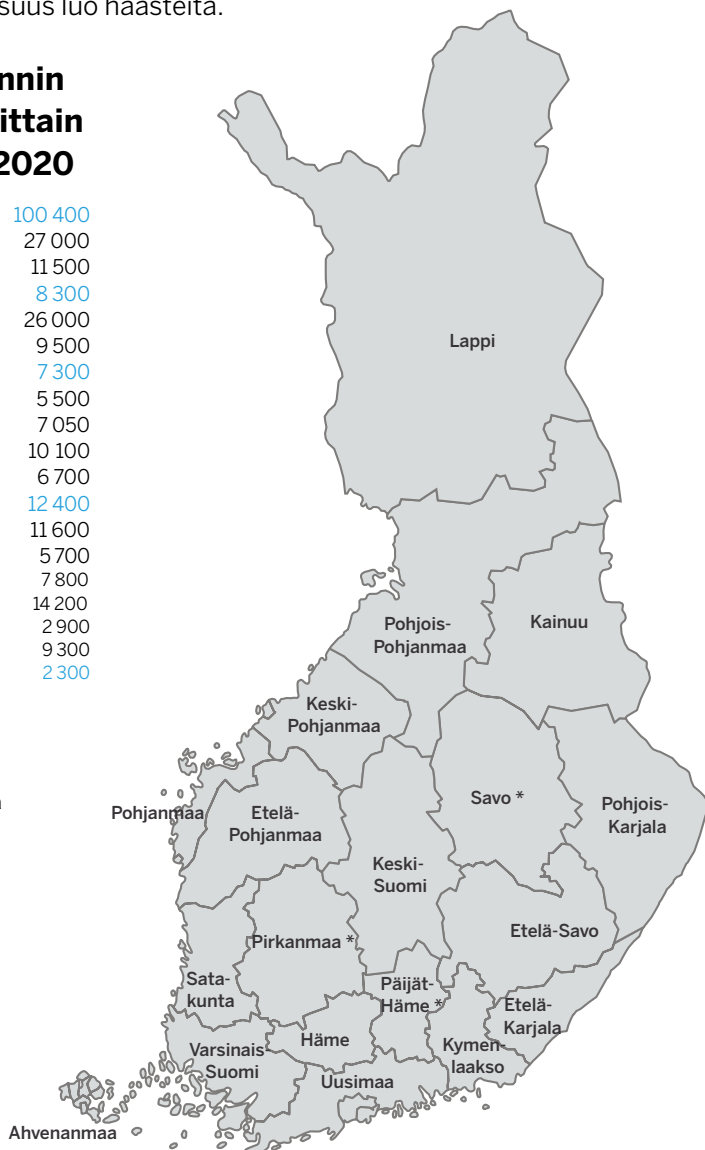 suus luo haasteita.
nnin
ittain
2020
100 400
27 000
11 500
8 300
26 000
9 500
7 300
5 500
7 050
10 100
6 700
12 400
11 600
5 700
7 800
14 200
2 900
9 300
2 300
Lappi
Pohjois-
Pohjanmaa
Kainuu
Keski-
Pohjanmaa
Pohjanmaa
Etelä-
Pohjanmaa
Savo *
Pohjois-
Karjala
Keski-
Suomi
Etelä-Savo
Pirkanmaa *
Sata-
kunta
Päijät-
Häme *
Etelä-
Karjala
Varsinais-
Suomi
Häme
Kymen-
laakso
Uusimaa
Ahvenanmaa